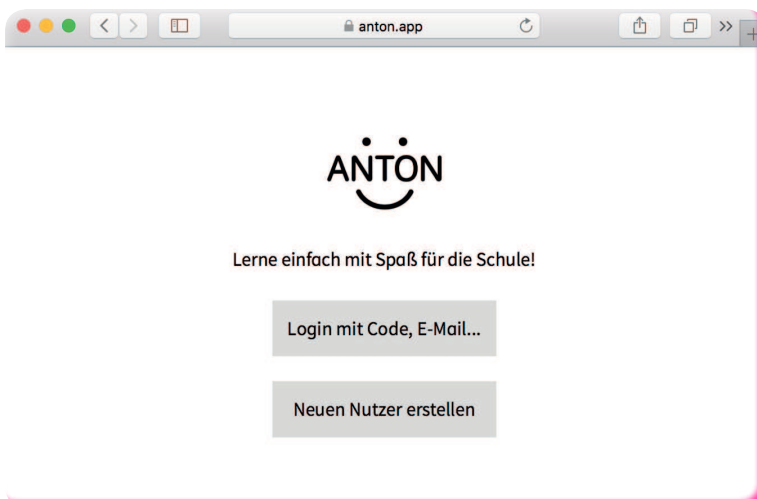 anton.app
ANTON
Lerne einfach mit Spaß für die Schule!
Login mit Code, E-Mail...
Neuen Nutzer erstellen